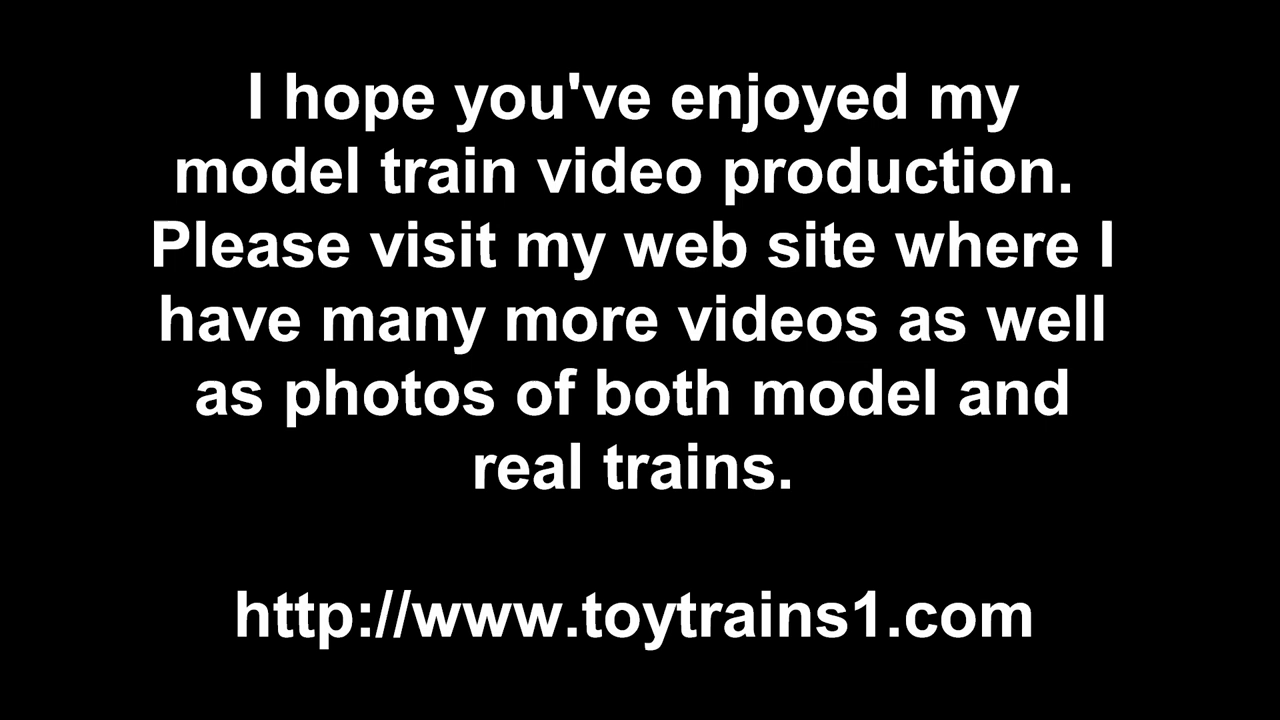 I hope you've enjoyed my
model train video production.
Please visit my web site where I
have many more videos as well
as photos of both model and
real trains.
http://www.toytrains1.com